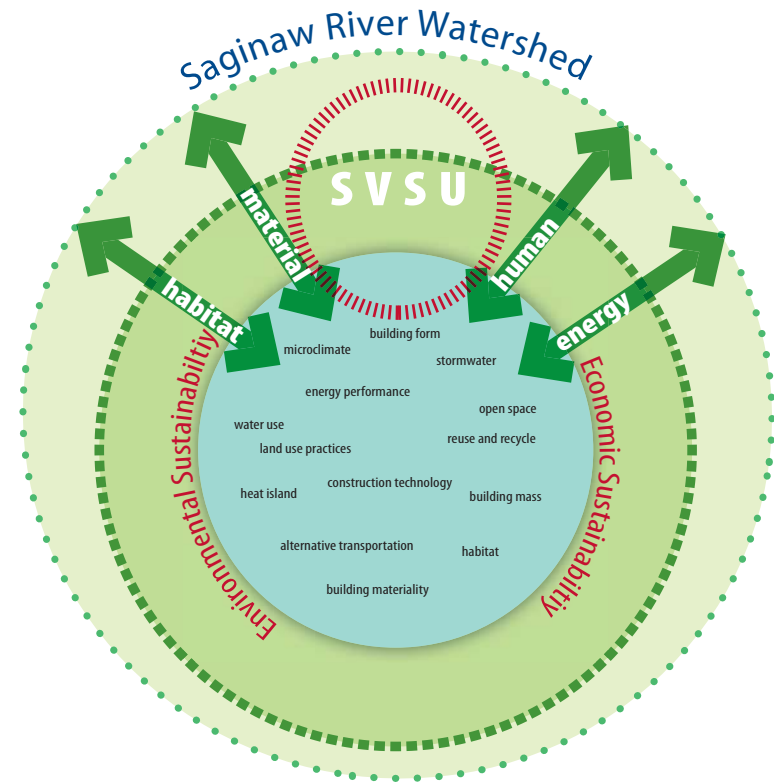 Saginaw River Watershed
SVSU
material
human
habitat
energy
building form
microclimate
stormwater
energy performance
open space
water use
reuse and recycle
land use practices
construction technology
heat island
building mass
alternative transportation
habitat
building materiality
Environmental Sustainabiltiy
Economic Sustainabiltiy